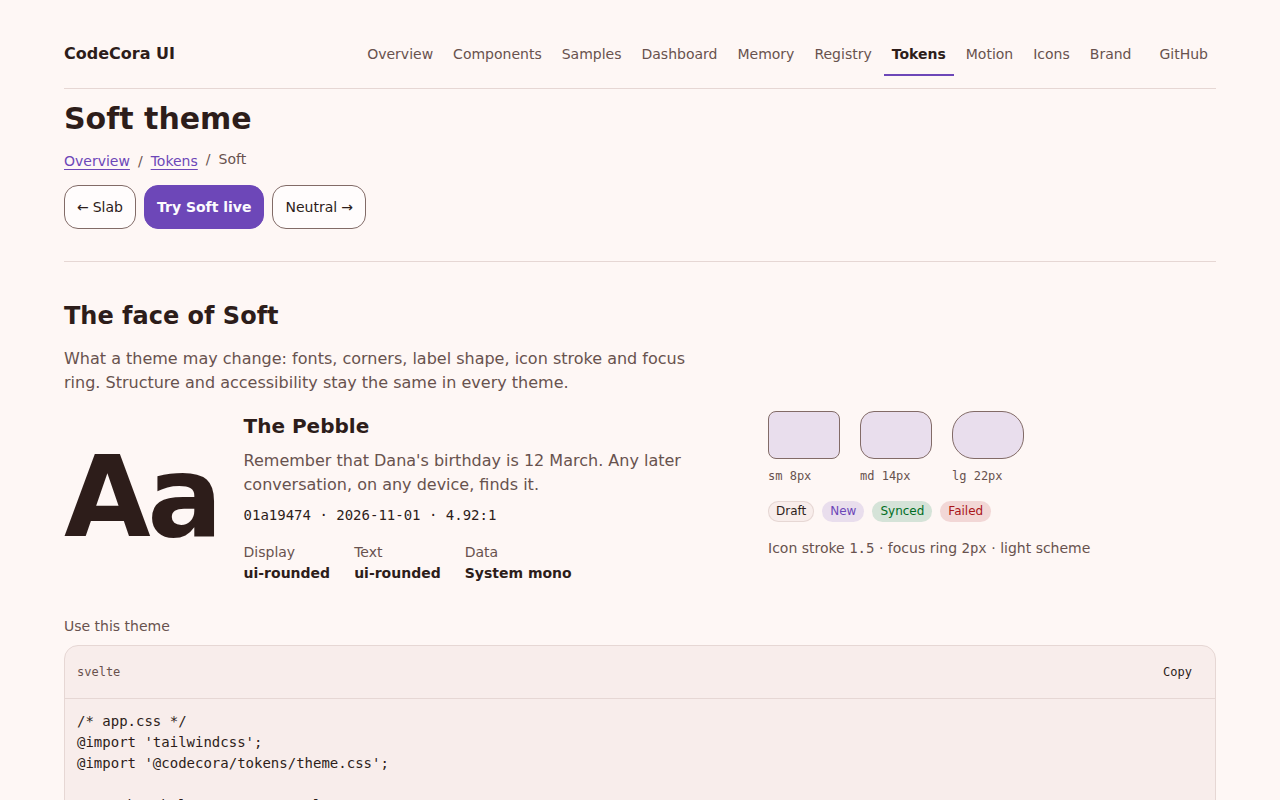 CodeCora UI
Overview Components Samples Dashboard Memory Registry Tokens Motion Icons Brand GitHub
Soft theme
Overview / Tokens / Soft
← Slab Try Soft live Neutral →
The face of Soft
What a theme may change: fonts, corners, label shape, icon stroke and focus
ring. Structure and accessibility stay the same in every theme.
Aa
The Pebble
Remember that Dana's birthday is 12 March. Any later
conversation, on any device, finds it.
01a19474 · 2026-11-01 · 4.92:1
Display Text Data
ui-rounded ui-rounded System mono
sm 8px md 14px lg 22px
Draft New Synced Failed
Icon stroke 1.5 · focus ring 2px · light scheme
Use this theme
svelte Copy
/* app.css */
@import 'tailwindcss';
@import '@codecora/tokens/theme.css';